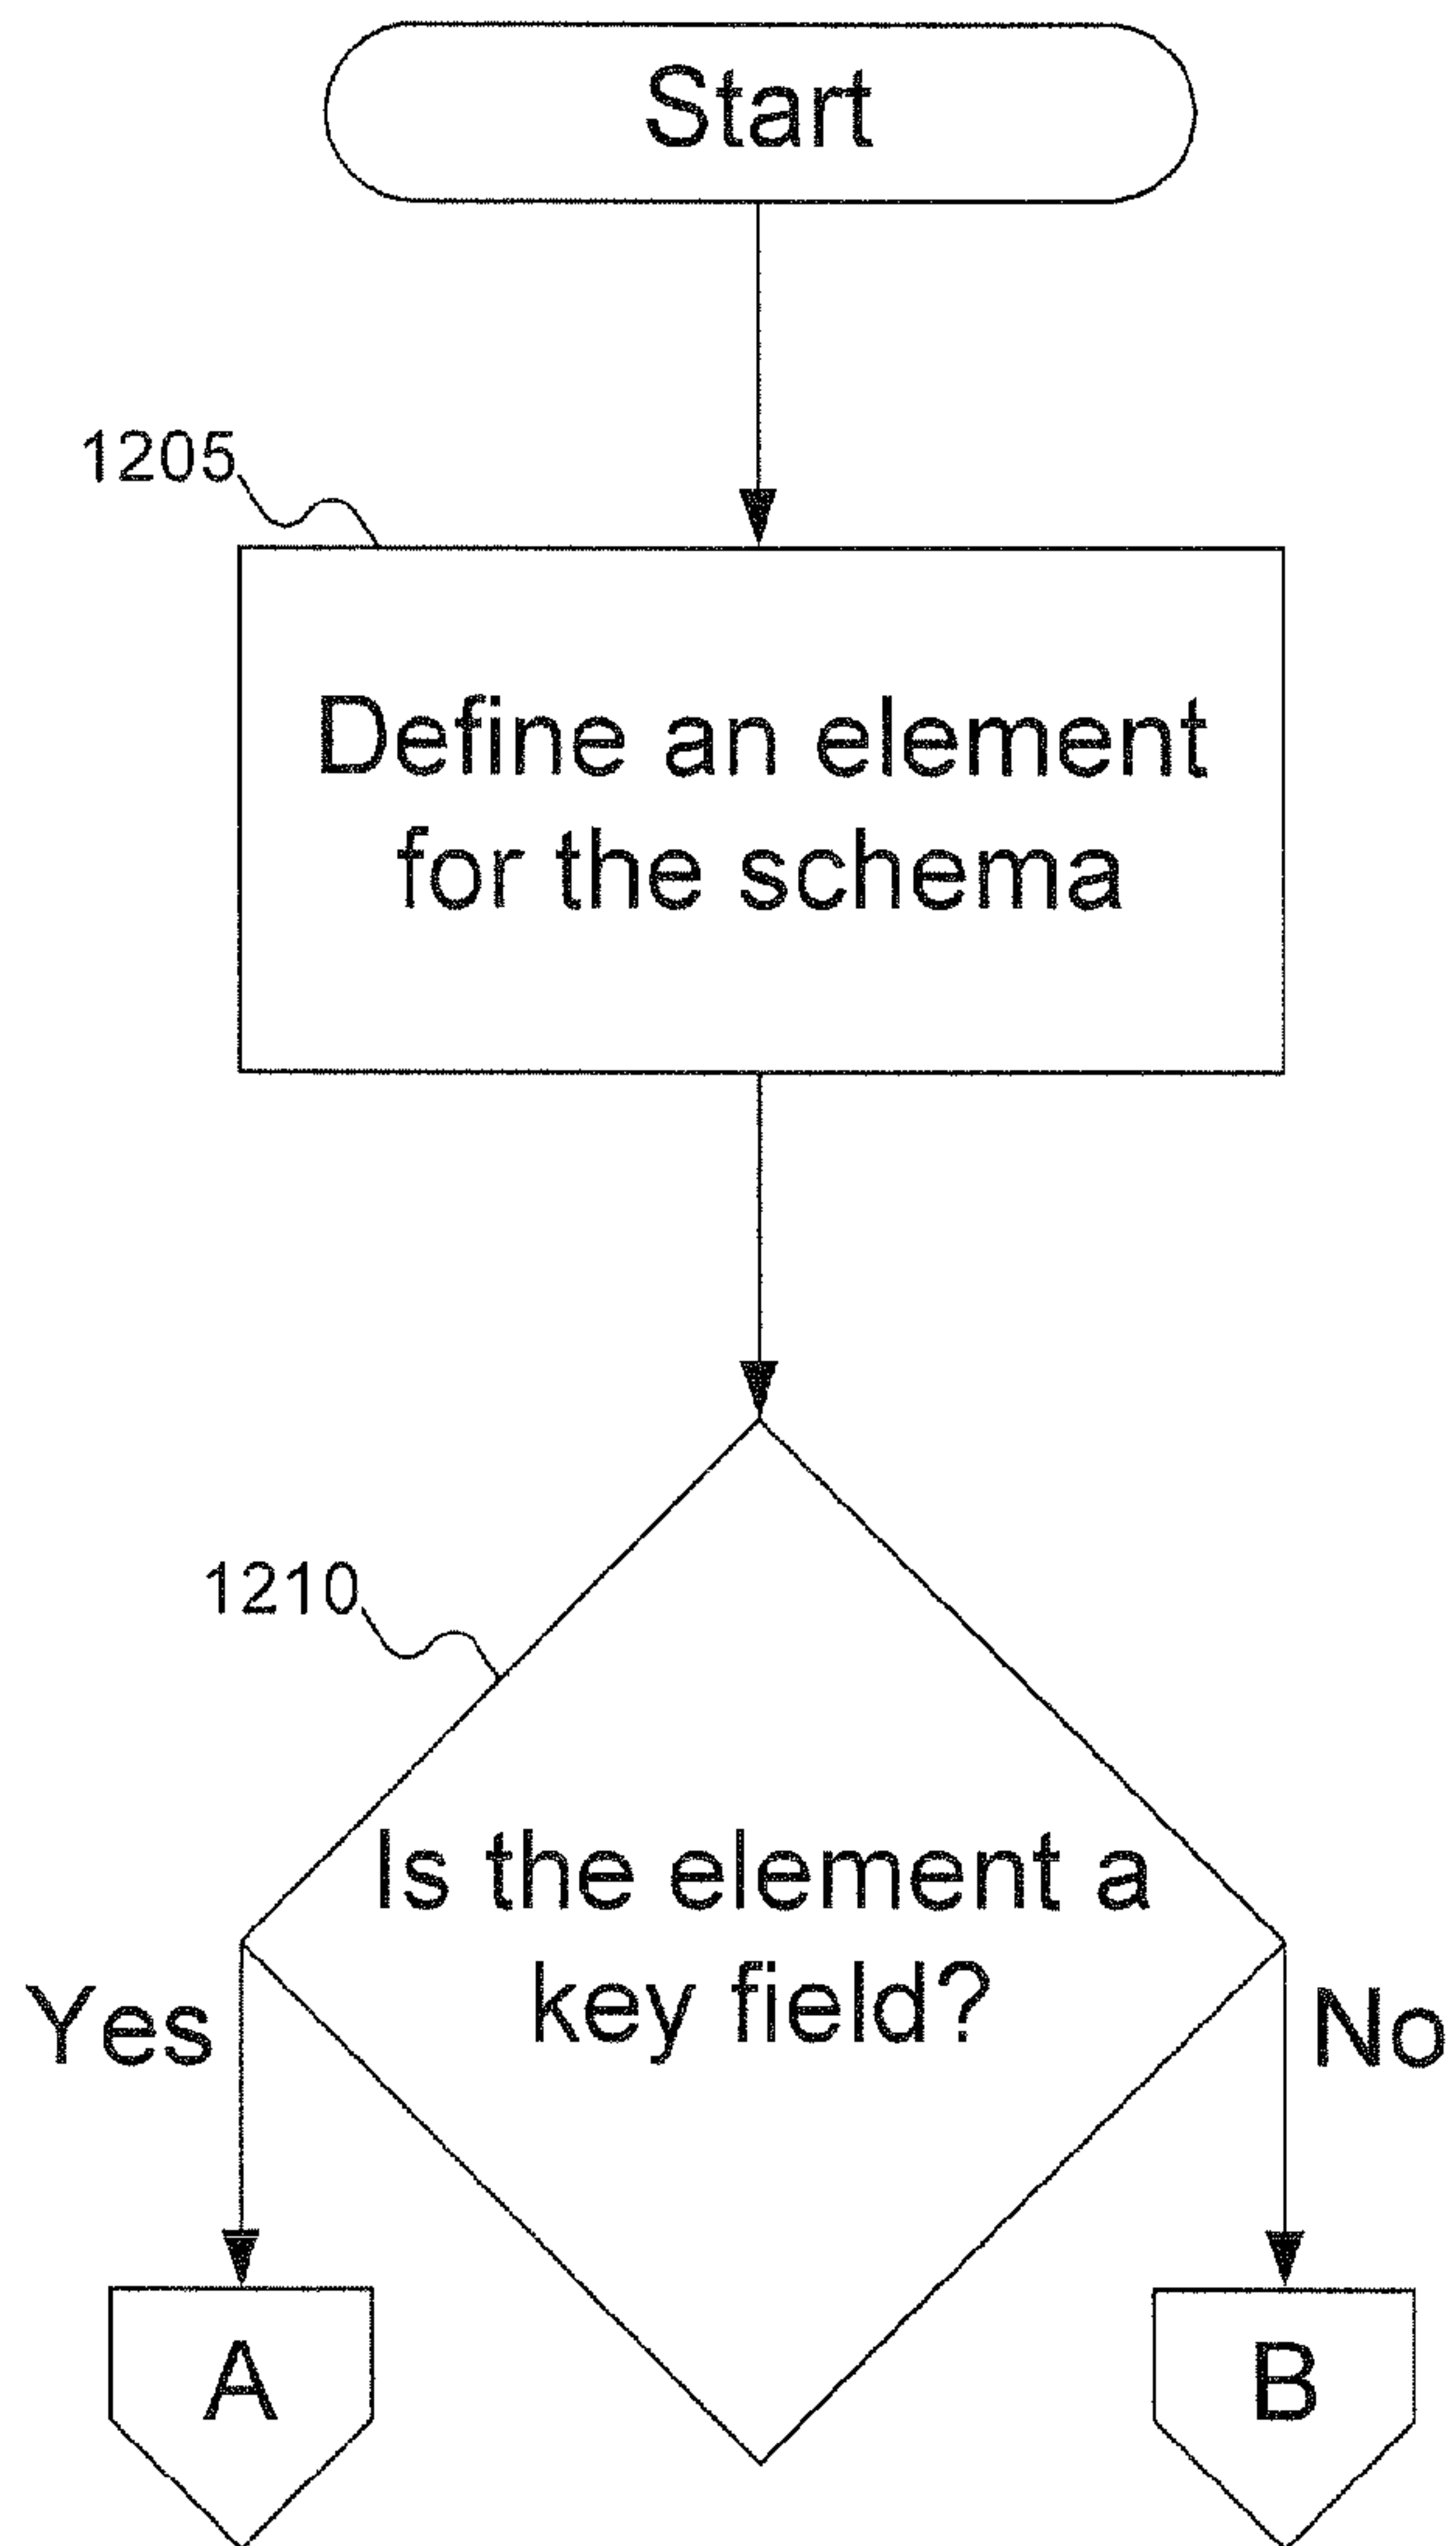 Start
1205
Define an element
for the schema
1210
Is the element a
key field?
Yes
No
A
B